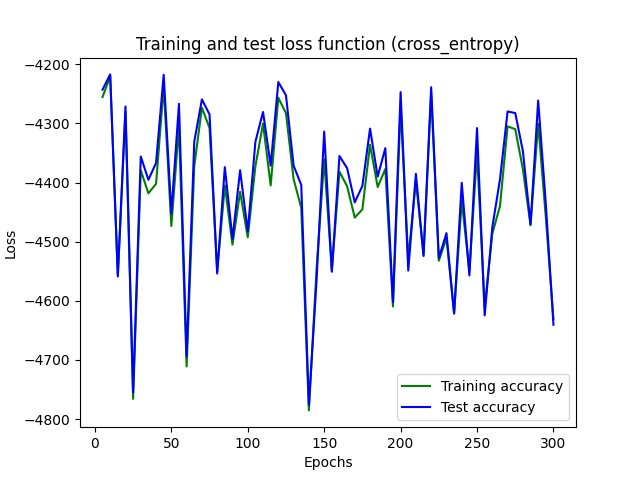 Training and test loss function (cross_entropy)
−4200
−4300
−4400
−4500
−4600
−4700
−4800
Loss
Training accuracy
Test accuracy
0 50 100 150 200 250 300
Epochs